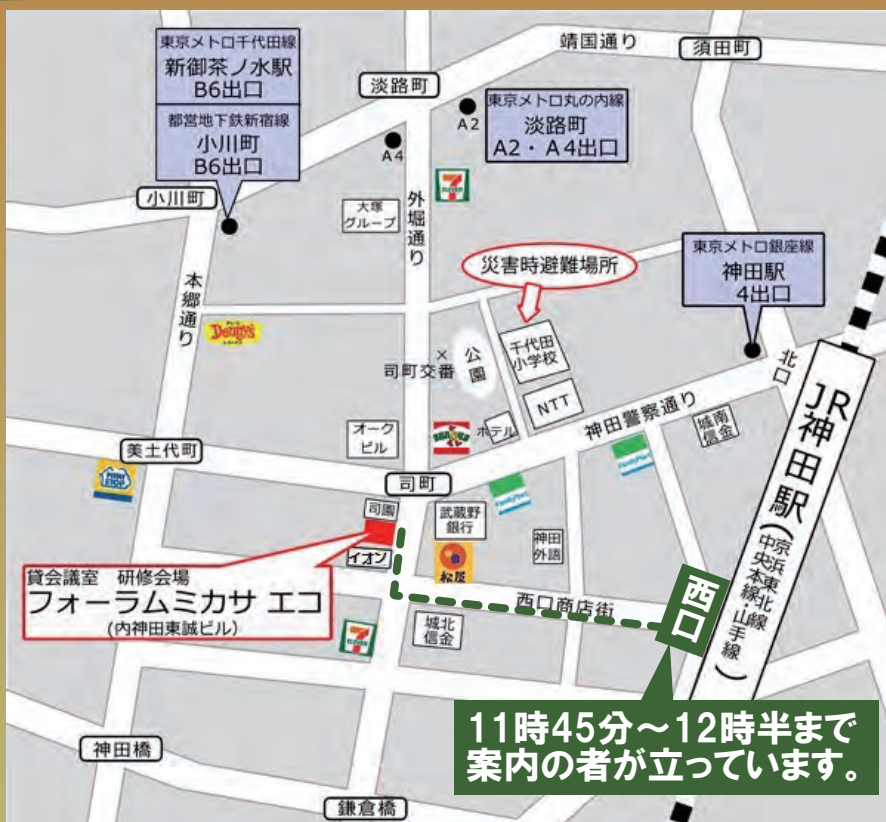 東京メトロ千代田線
新御茶ノ水駅
B6出口
都営地下鉄新宿線
小川町
B6出口
小川町
淡路町
靖国通り
須田町
A2
A4
東京メトロ丸の内線
淡路町
A2・A4出口
大塚
グループ
外堀通り
7
ELEVEN
本郷通り
災害時避難場所
東京メトロ銀座線
神田駅
4出口
Denny's
×
司町交番
公園
千代田
小学校
NTT
ホテル
神田警察通り
城南
信金
北口
JR神田駅(京浜東北線
中央本線・山手線)
オーク
ビル
美土代町
MINI
STOP
司町
FamilyMart
FamilyMart
司園
イオン
武蔵野
銀行
松屋
神田
外語
貸会議室 研修会場
フォーラムミカサ エコ
(内神田東誠ビル)
西口商店街
西口
城北
信金
7
ELEVEN
11時45分～12時半まで
案内の者が立っています。
神田橋
鎌倉橋